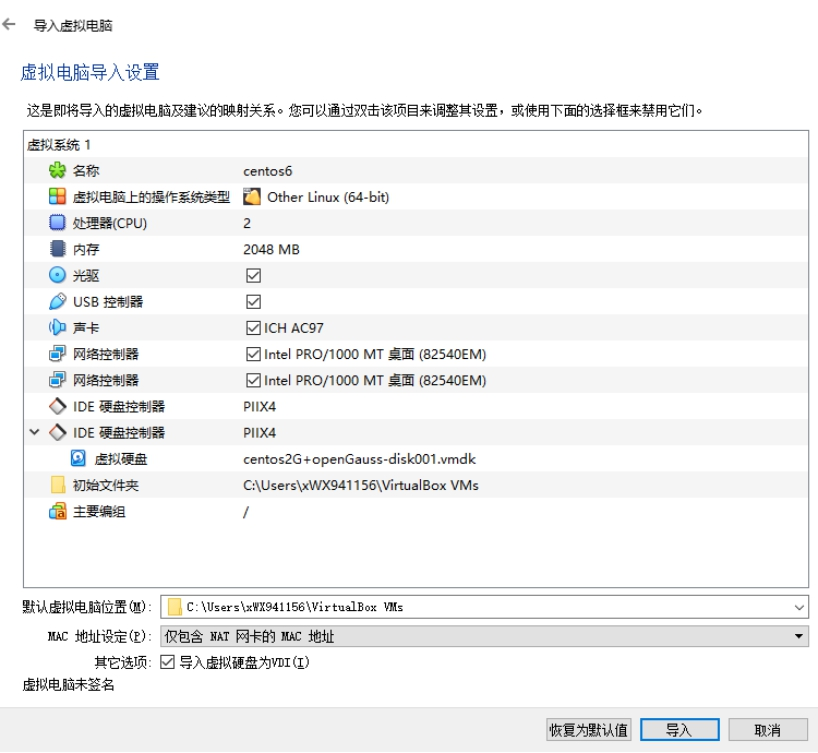 导入虚拟电脑
虚拟电脑导入设置
这是即将导入的虚拟电脑及建议的映射关系。您可以通过双击该项目来调整其设置，或使用下面的选择框来禁用它们。
虚拟系统 1
名称 centos6
虚拟电脑上的操作系统类型 Other Linux (64-bit)
处理器(CPU) 2
内存 2048 MB
光驱
USB 控制器
声卡 ICH AC97
网络控制器 Intel PRO/1000 MT 桌面 (82540EM)
网络控制器 Intel PRO/1000 MT 桌面 (82540EM)
IDE 硬盘控制器 PIIX4
IDE 硬盘控制器 PIIX4
虚拟硬盘 centos2G+openGauss-disk001.vmdk
初始文件夹 C:\Users\xWX941156\VirtualBox VMs
主要编组 /
默认虚拟电脑位置(M): C:\Users\xWX941156\VirtualBox VMs
MAC 地址设定(P): 仅包含 NAT 网卡的 MAC 地址
其它选项: 导入虚拟硬盘为VDI(I)
虚拟电脑未签名
恢复为默认值 导入 取消